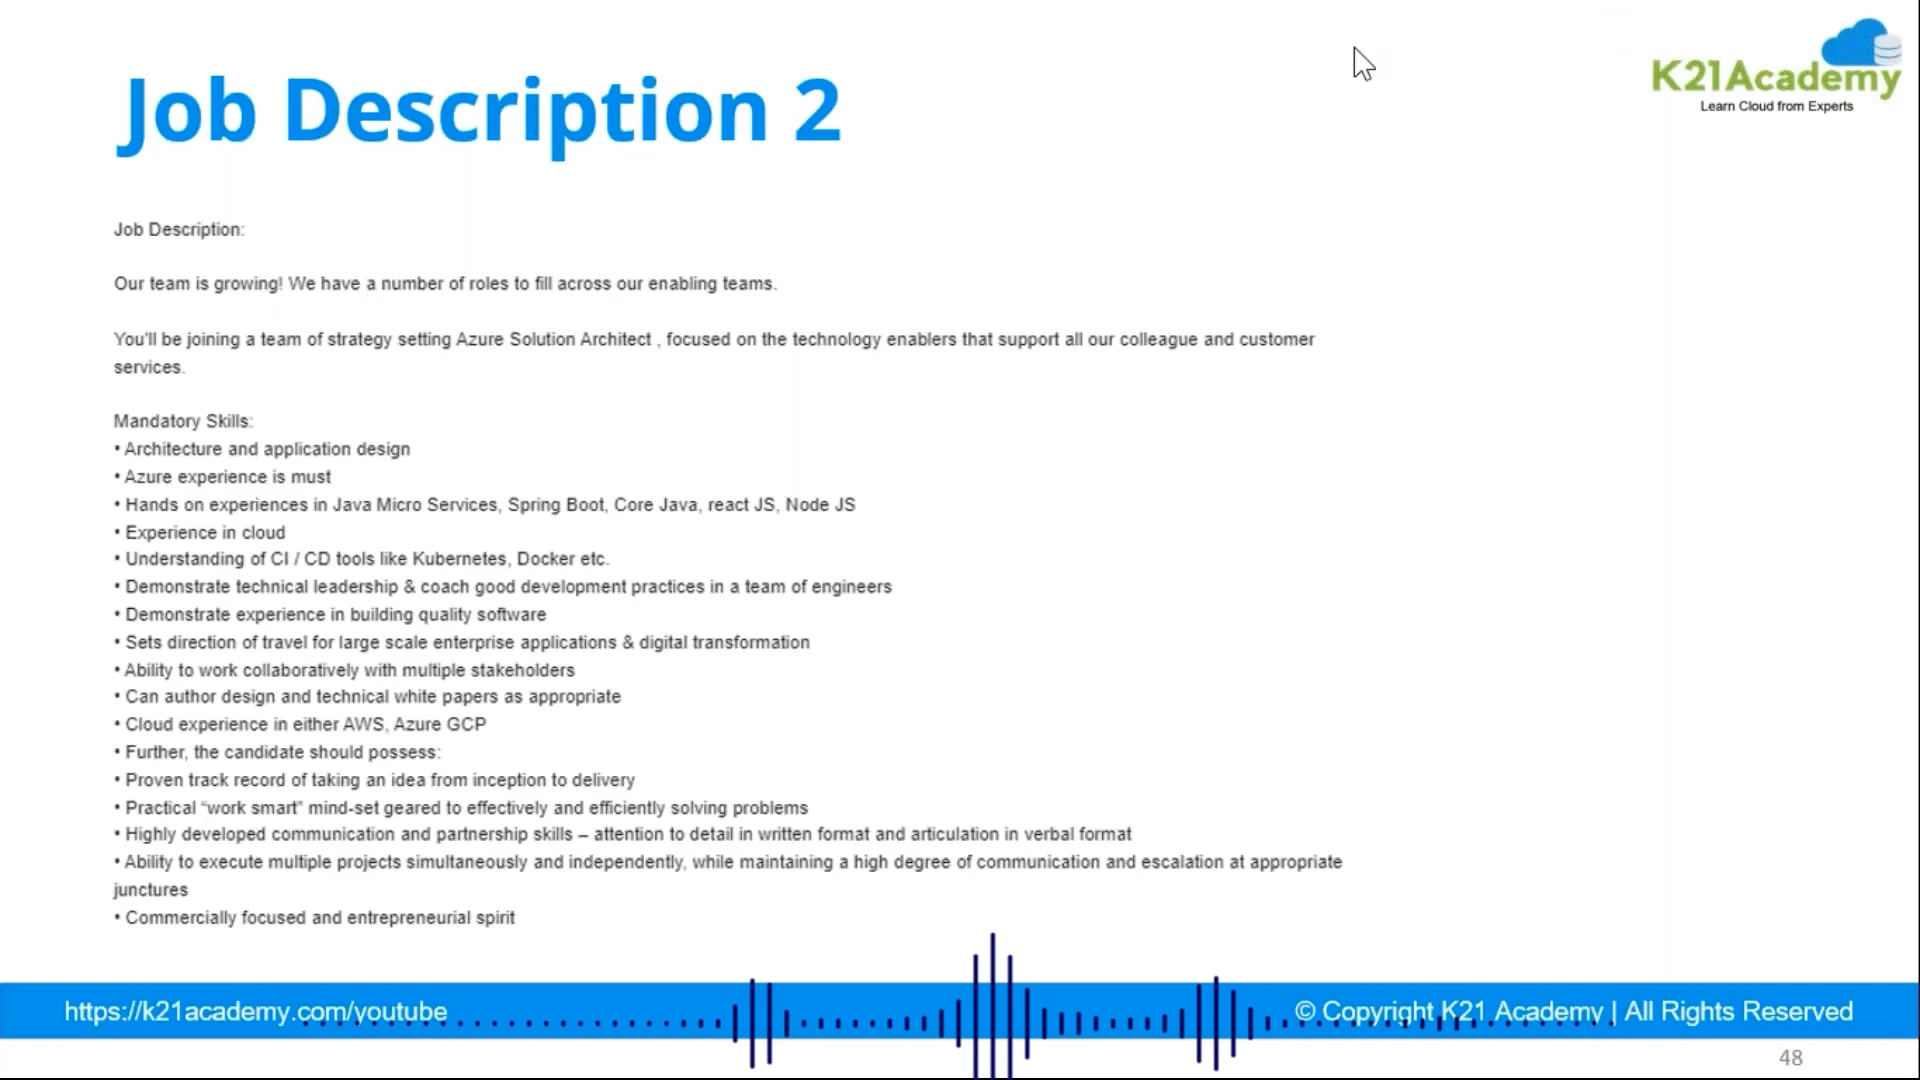 K21Academy
Learn Cloud from Experts
Job Description 2
Job Description:
Our team is growing! We have a number of roles to fill across our enabling teams.
You'll be joining a team of strategy setting Azure Solution Architect , focused on the technology enablers that support all our colleague and customer
services.
Mandatory Skills:
• Architecture and application design
• Azure experience is must
• Hands on experiences in Java Micro Services, Spring Boot, Core Java, react JS, Node JS
• Experience in cloud
• Understanding of CI / CD tools like Kubernetes, Docker etc.
• Demonstrate technical leadership & coach good development practices in a team of engineers
• Demonstrate experience in building quality software
• Sets direction of travel for large scale enterprise applications & digital transformation
• Ability to work collaboratively with multiple stakeholders
• Can author design and technical white papers as appropriate
• Cloud experience in either AWS, Azure GCP
• Further, the candidate should possess:
• Proven track record of taking an idea from inception to delivery
• Practical “work smart” mind-set geared to effectively and efficiently solving problems
• Highly developed communication and partnership skills – attention to detail in written format and articulation in verbal format
• Ability to execute multiple projects simultaneously and independently, while maintaining a high degree of communication and escalation at appropriate
junctures
• Commercially focused and entrepreneurial spirit
https://k21academy.com/youtube
© Copyright K21 Academy | All Rights Reserved
48